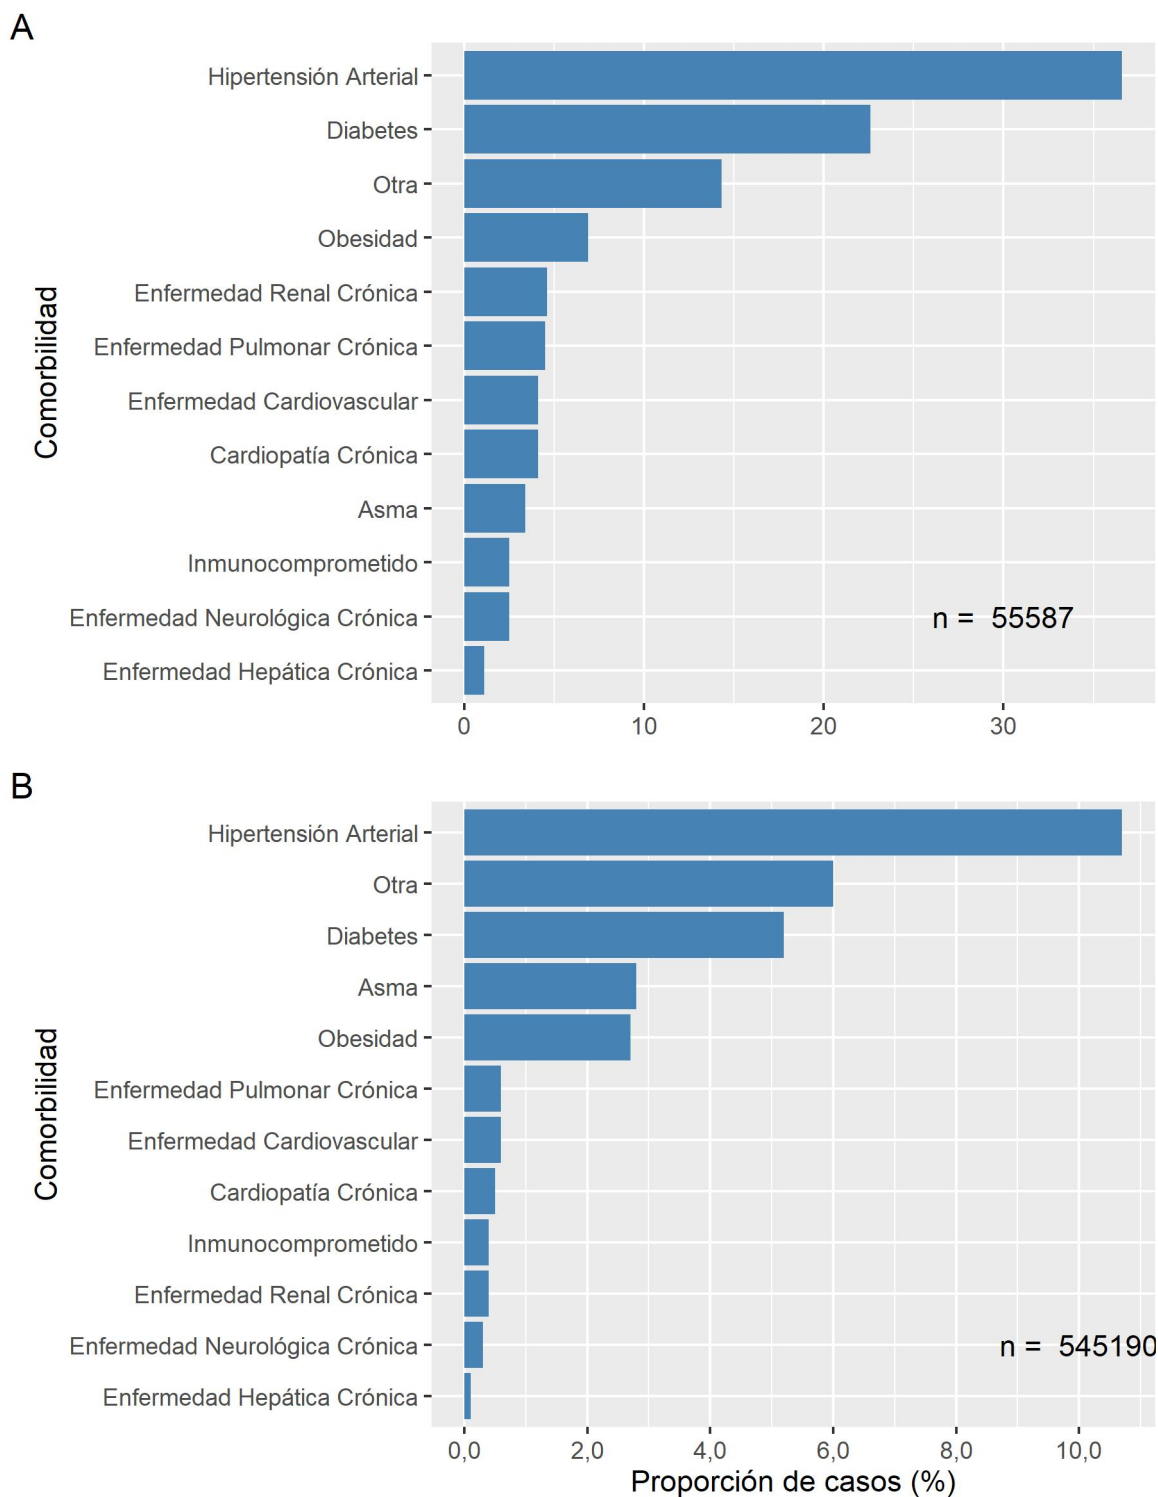 A
Hipertensión Arterial
Diabetes
Otra
Obesidad
Enfermedad Renal Crónica
Enfermedad Pulmonar Crónica
Enfermedad Cardiovascular
Cardiopatía Crónica
Asma
Inmunocomprometido
Enfermedad Neurológica Crónica
Enfermedad Hepática Crónica
Comorbilidad
n = 55587
0 10 20 30
B
Hipertensión Arterial
Otra
Diabetes
Asma
Obesidad
Enfermedad Pulmonar Crónica
Enfermedad Cardiovascular
Cardiopatía Crónica
Inmunocomprometido
Enfermedad Renal Crónica
Enfermedad Neurológica Crónica
Enfermedad Hepática Crónica
Comorbilidad
n = 545190
0,0 2,0 4,0 6,0 8,0 10,0
Proporción de casos (%)